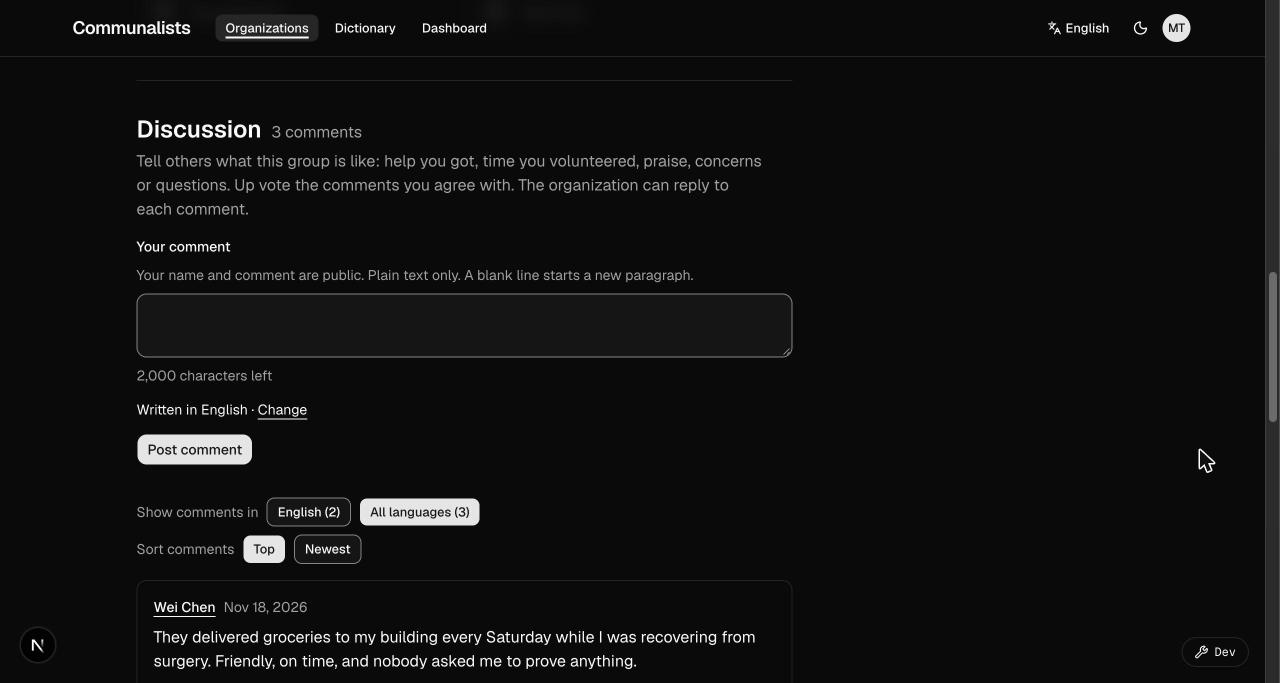 Communalists
Organizations
Dictionary
Dashboard
English
MT
Discussion 3 comments
Tell others what this group is like: help you got, time you volunteered, praise, concerns
or questions. Up vote the comments you agree with. The organization can reply to
each comment.
Your comment
Your name and comment are public. Plain text only. A blank line starts a new paragraph.
2,000 characters left
Written in English · Change
Post comment
Show comments in English (2) All languages (3)
Sort comments Top Newest
Wei Chen Nov 18, 2026
They delivered groceries to my building every Saturday while I was recovering from
surgery. Friendly, on time, and nobody asked me to prove anything.
N
Dev